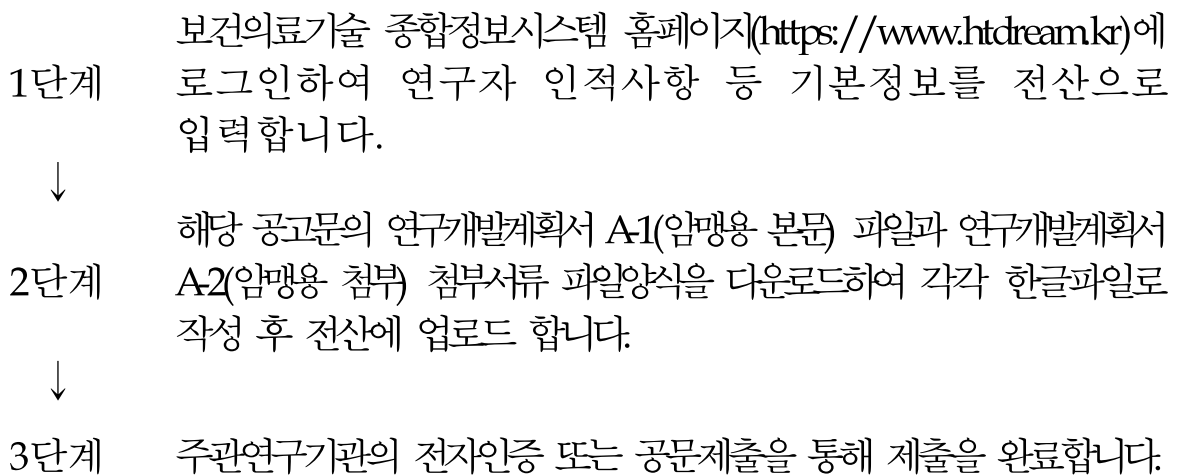 보건의료기술 종합정보시스템 홈페이지(https://www.htdream.kr)에
1단계 로그인하여 연구자 인적사항 등 기본정보를 전산으로
입력합니다.
↓
해당 공고문의 연구개발계획서 A-1(암맹용 본문) 파일과 연구개발계획서
2단계 A-2(암맹용 첨부) 첨부서류 파일양식을 다운로드하여 각각 한글파일로
작성 후 전산에 업로드 합니다.
↓
3단계 주관연구기관의 전자인증 또는 공문제출을 통해 제출을 완료합니다.